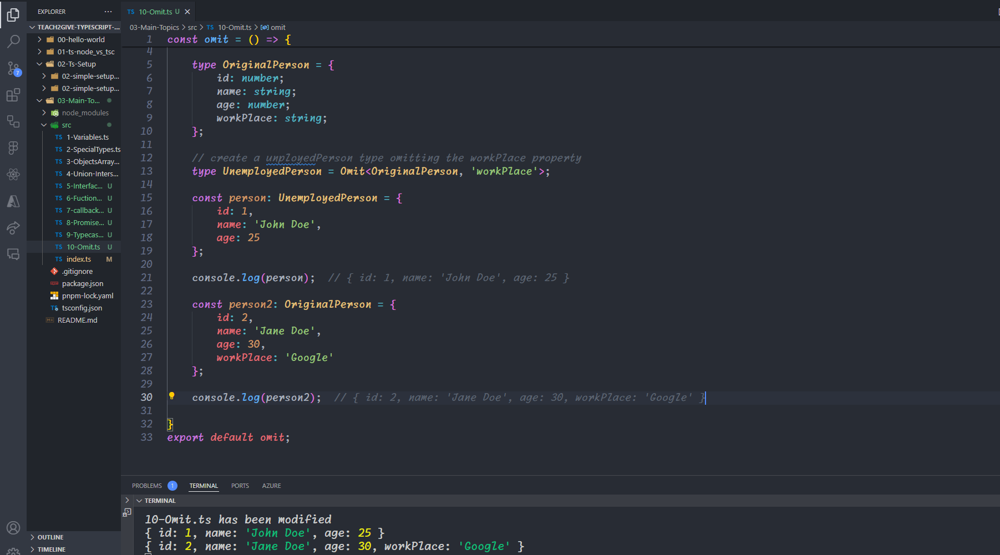 EXPLORER ...
TEACH2GIVE-TYPESCRIPT-...
00-hello-world
01-ts-node_vs_tsc
02-Ts-Setup
02-simple-setup...
02-simple-setup...
03-Main-To...
node_modules
src
TS 1-Variables.ts
TS 2-SpecialTypes.ts
TS 3-ObjectsArray...
TS 4-Union-Inters...
TS 5-Interfac... U
TS 6-Fuction... U
TS 7-callback... U
TS 8-Promise... U
TS 9-Typecas... U
TS 10-Omit.ts U
TS index.ts M
.gitignore
package.json
pnpm-lock.yaml
TS tsconfig.json
README.md
OUTLINE
TIMELINE
7
TS 10-Omit.ts U
03-Main-Topics > src > TS 10-Omit.ts > omit
1 const omit = () => {
4
5 type OriginalPerson = {
6 id: number;
7 name: string;
8 age: number;
9 workPlace: string;
10 };
11
12 // create a unployedPerson type omitting the workPlace property
13 type UnemployedPerson = Omit<OriginalPerson, 'workPlace'>;
14
15 const person: UnemployedPerson = {
16 id: 1,
17 name: 'John Doe',
18 age: 25
19 };
20
21 console.log(person); // { id: 1, name: 'John Doe', age: 25 }
22
23 const person2: OriginalPerson = {
24 id: 2,
25 name: 'Jane Doe',
26 age: 30,
27 workPlace: 'Google'
28 };
29
30 console.log(person2); // { id: 2, name: 'Jane Doe', age: 30, workPlace: 'Google' }
31
32 }
33 export default omit;
PROBLEMS 1 TERMINAL PORTS AZURE
TERMINAL
10-Omit.ts has been modified
{ id: 1, name: 'John Doe', age: 25 }
{ id: 2, name: 'Jane Doe', age: 30, workPlace: 'Google' }